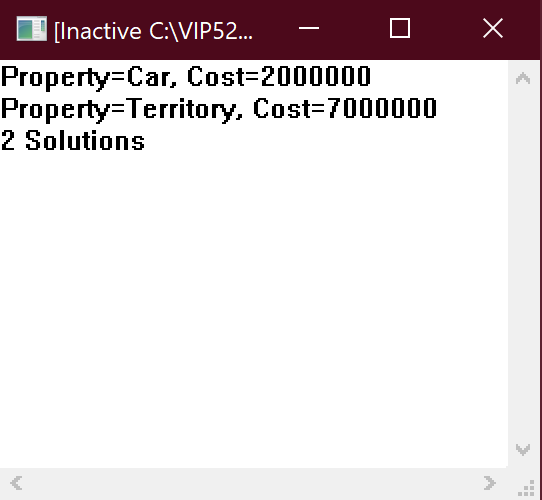 [Inactive C:\VIP52...
Property=Car, Cost=2000000
Property=Territory, Cost=7000000
2 Solutions